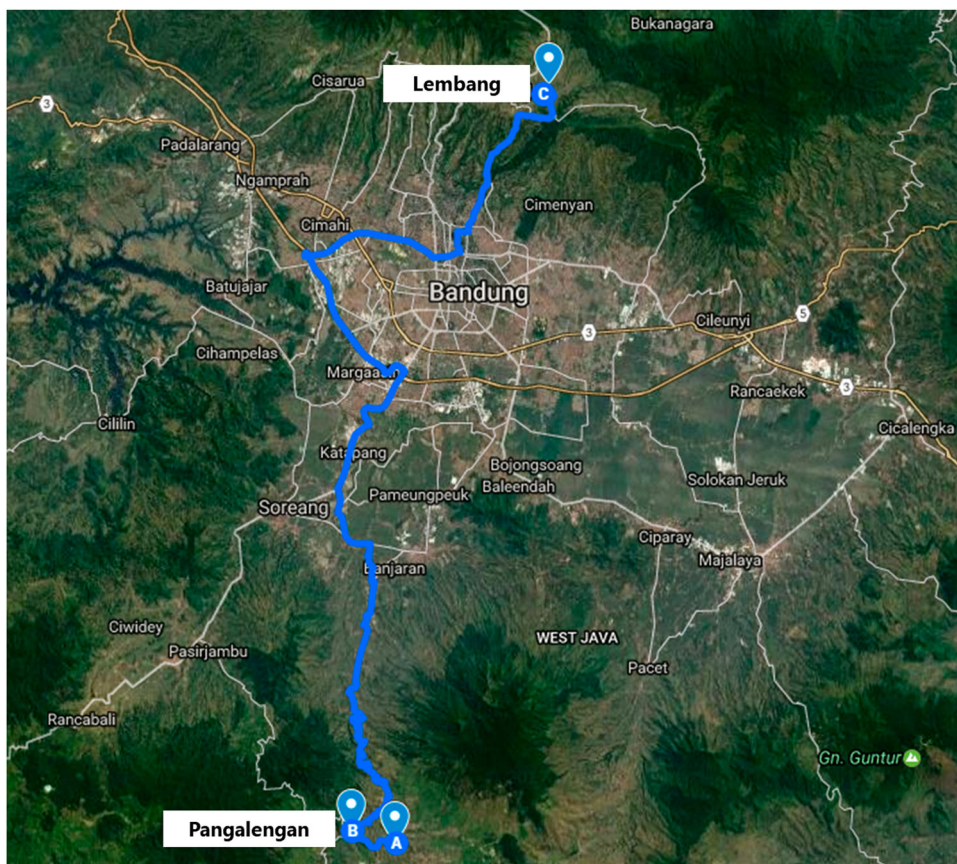 Bukanagara
Lembang
Cisarua
C
3
Padalarang
Ngamprah
Cimenyan
Cimahi
Batujajar
Bandung
Cileunyi
5
3
Cihampelas
Margaasih
Rancaekek
3
Cililin
Cicalengka
Katapang
Bojongsoang
Solokan Jeruk
Pameungpeuk
Baleendah
Soreang
Ciparay
Majalaya
Banjaran
Ciwidey
WEST JAVA
Pasirjambu
Pacet
Rancabali
Gn. Guntur
Pangalengan
B
A